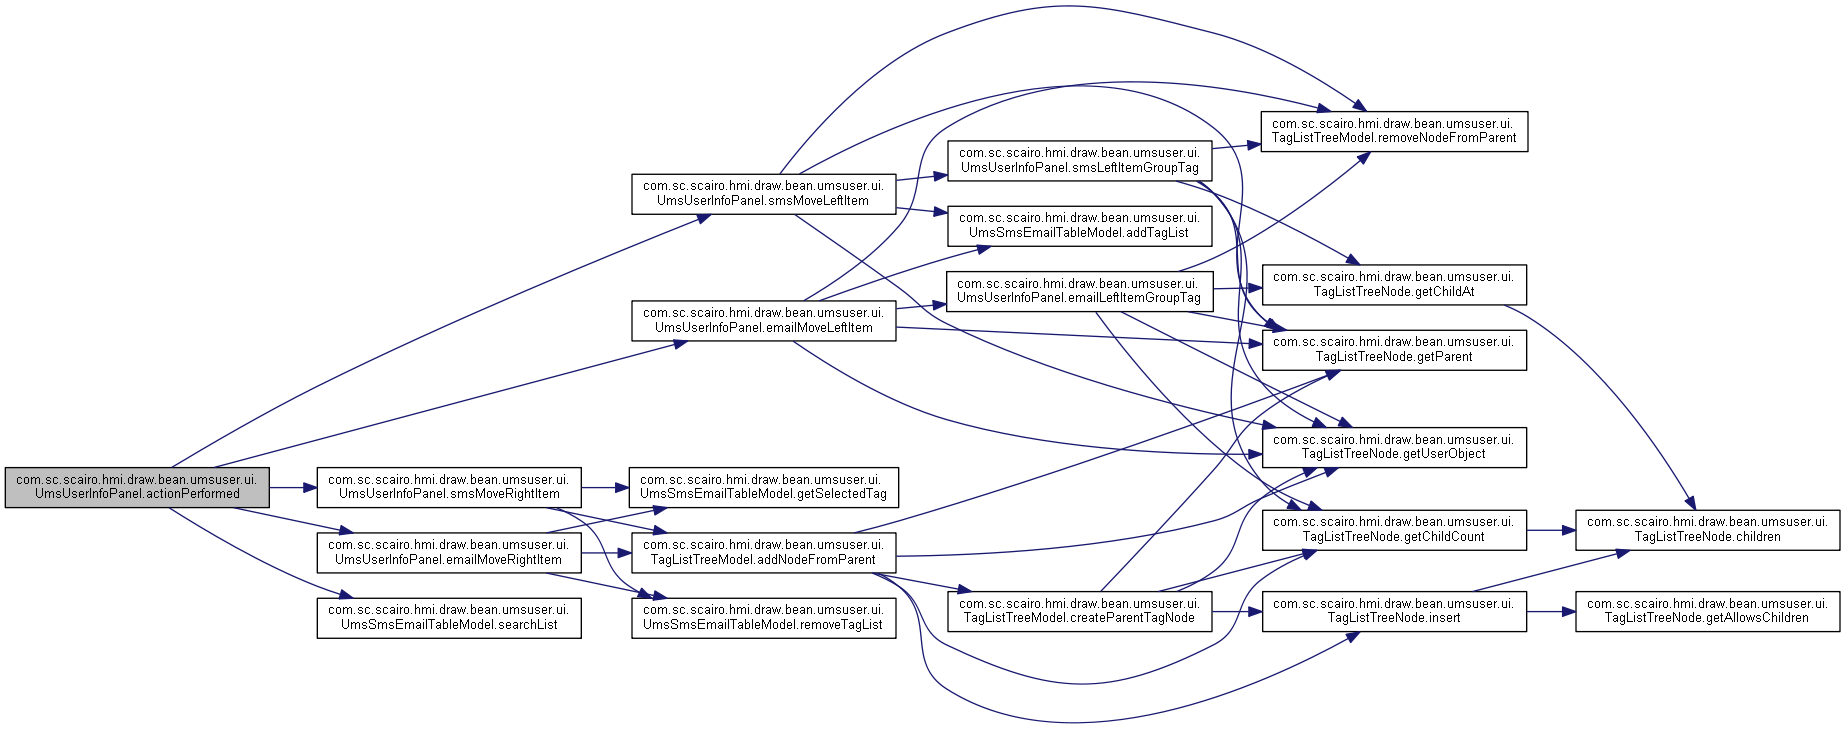 com.sc.scairo.hmi.draw.bean.umsuser.ui.
UmsUserInfoPanel.actionPerformed
com.sc.scairo.hmi.draw.bean.umsuser.ui.
UmsUserInfoPanel.smsMoveLeftItem
com.sc.scairo.hmi.draw.bean.umsuser.ui.
UmsUserInfoPanel.emailMoveLeftItem
com.sc.scairo.hmi.draw.bean.umsuser.ui.
UmsUserInfoPanel.smsMoveRightItem
com.sc.scairo.hmi.draw.bean.umsuser.ui.
UmsUserInfoPanel.emailMoveRightItem
com.sc.scairo.hmi.draw.bean.umsuser.ui.
UmsSmsEmailTableModel.searchList
com.sc.scairo.hmi.draw.bean.umsuser.ui.
UmsSmsEmailTableModel.getSelectedTag
com.sc.scairo.hmi.draw.bean.umsuser.ui.
TagListTreeModel.addNodeFromParent
com.sc.scairo.hmi.draw.bean.umsuser.ui.
UmsSmsEmailTableModel.removeTagList
com.sc.scairo.hmi.draw.bean.umsuser.ui.
UmsUserInfoPanel.smsLeftItemGroupTag
com.sc.scairo.hmi.draw.bean.umsuser.ui.
UmsSmsEmailTableModel.addTagList
com.sc.scairo.hmi.draw.bean.umsuser.ui.
UmsUserInfoPanel.emailLeftItemGroupTag
com.sc.scairo.hmi.draw.bean.umsuser.ui.
TagListTreeModel.createParentTagNode
com.sc.scairo.hmi.draw.bean.umsuser.ui.
TagListTreeModel.removeNodeFromParent
com.sc.scairo.hmi.draw.bean.umsuser.ui.
TagListTreeNode.getChildAt
com.sc.scairo.hmi.draw.bean.umsuser.ui.
TagListTreeNode.getParent
com.sc.scairo.hmi.draw.bean.umsuser.ui.
TagListTreeNode.getUserObject
com.sc.scairo.hmi.draw.bean.umsuser.ui.
TagListTreeNode.getChildCount
com.sc.scairo.hmi.draw.bean.umsuser.ui.
TagListTreeNode.insert
com.sc.scairo.hmi.draw.bean.umsuser.ui.
TagListTreeNode.children
com.sc.scairo.hmi.draw.bean.umsuser.ui.
TagListTreeNode.getAllowsChildren